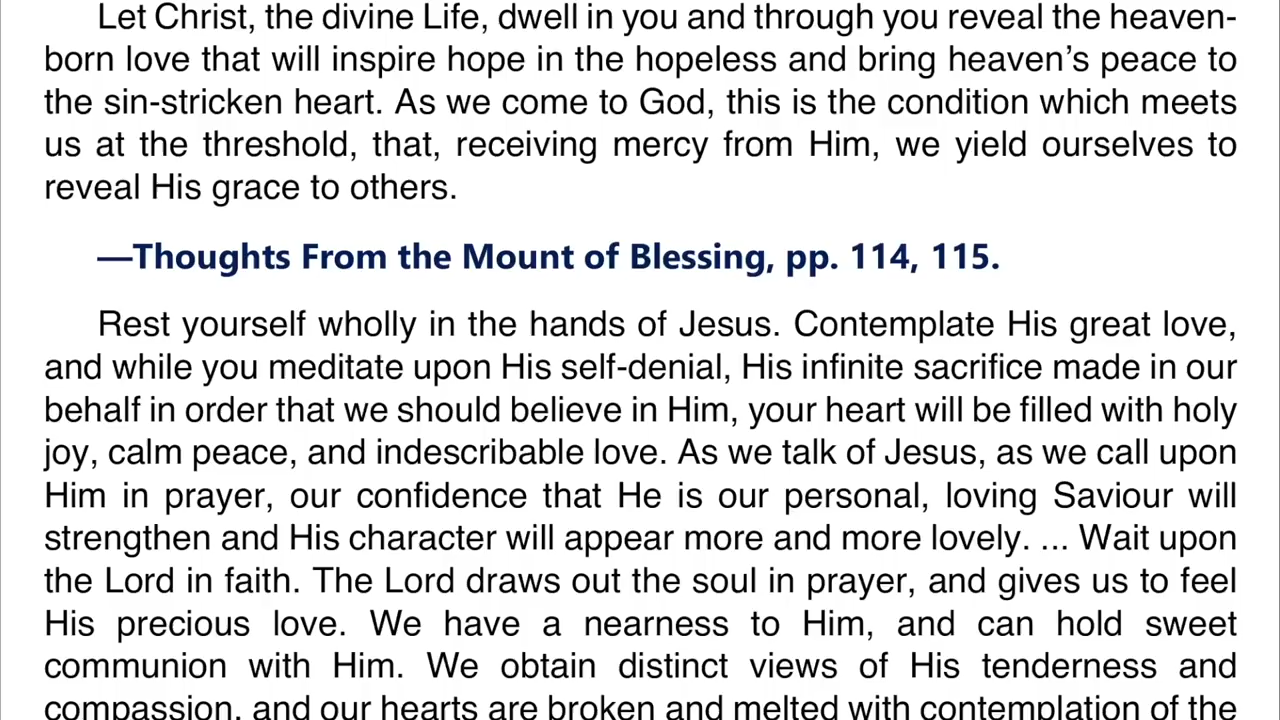 Let Christ, the divine Life, dwell in you and through you reveal the heaven-
born love that will inspire hope in the hopeless and bring heaven’s peace to
the sin-stricken heart. As we come to God, this is the condition which meets
us at the threshold, that, receiving mercy from Him, we yield ourselves to
reveal His grace to others.
—Thoughts From the Mount of Blessing, pp. 114, 115.
Rest yourself wholly in the hands of Jesus. Contemplate His great love,
and while you meditate upon His self-denial, His infinite sacrifice made in our
behalf in order that we should believe in Him, your heart will be filled with holy
joy, calm peace, and indescribable love. As we talk of Jesus, as we call upon
Him in prayer, our confidence that He is our personal, loving Saviour will
strengthen and His character will appear more and more lovely. ... Wait upon
the Lord in faith. The Lord draws out the soul in prayer, and gives us to feel
His precious love. We have a nearness to Him, and can hold sweet
communion with Him. We obtain distinct views of His tenderness and
compassion, and our hearts are broken and melted with contemplation of the